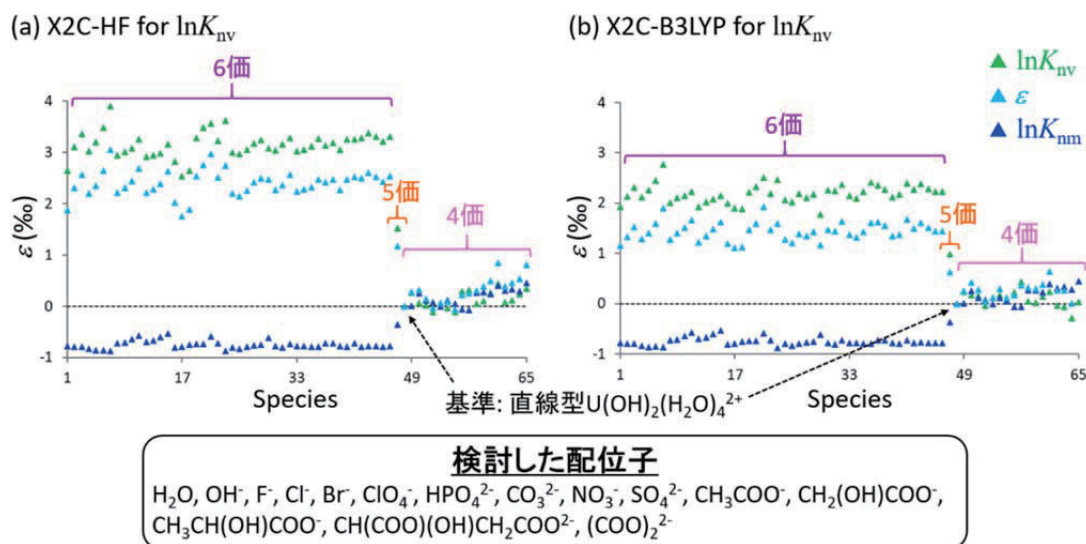 (a) X2C-HF for lnKnv
6価
5価
4価
ε (‰)
4
3
2
1
0
-1
1
17
33
49
65
Species
(b) X2C-B3LYP for lnKnv
lnKnv
ε
lnKnm
6価
5価
4価
ε (‰)
4
3
2
1
0
-1
1
17
33
49
65
Species
基準: 直線型U(OH)₂(H₂O)₄²⁺
検討した配位子
H₂O, OH⁻, F⁻, Cl⁻, Br⁻, ClO₄⁻, HPO₄²⁻, CO₃²⁻, NO₃⁻, SO₄²⁻, CH₃COO⁻, CH₂(OH)COO⁻,
CH₃CH(OH)COO⁻, CH(COO)(OH)CH₂COO²⁻, (COO)₂²⁻